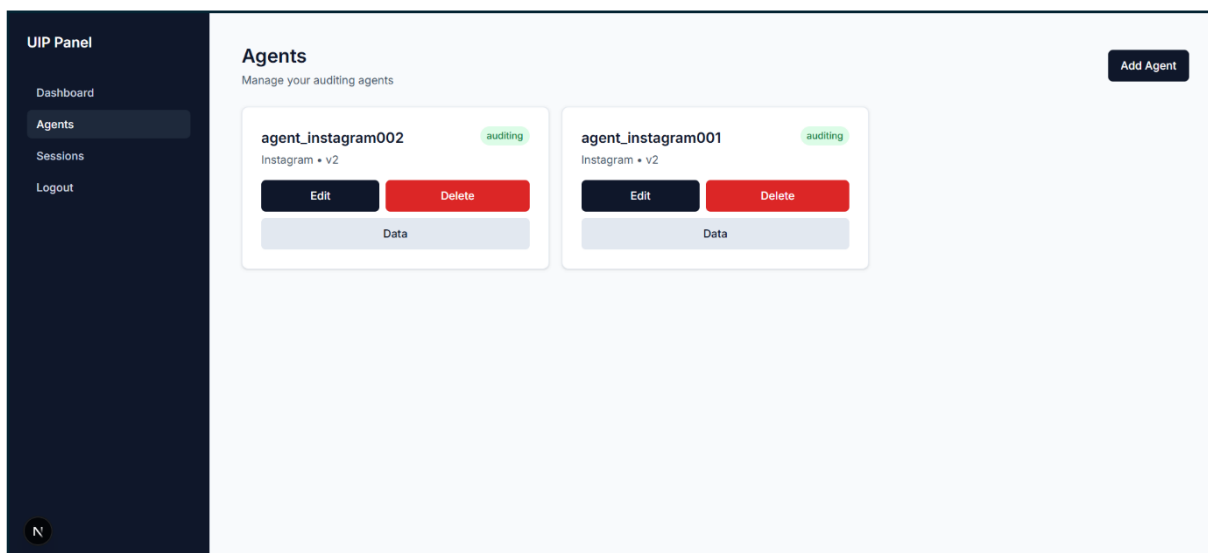 UIP Panel
Dashboard
Agents
Sessions
Logout
N
Agents
Manage your auditing agents
Add Agent
agent_instagram002
auditing
Instagram • v2
Edit
Delete
Data
agent_instagram001
auditing
Instagram • v2
Edit
Delete
Data